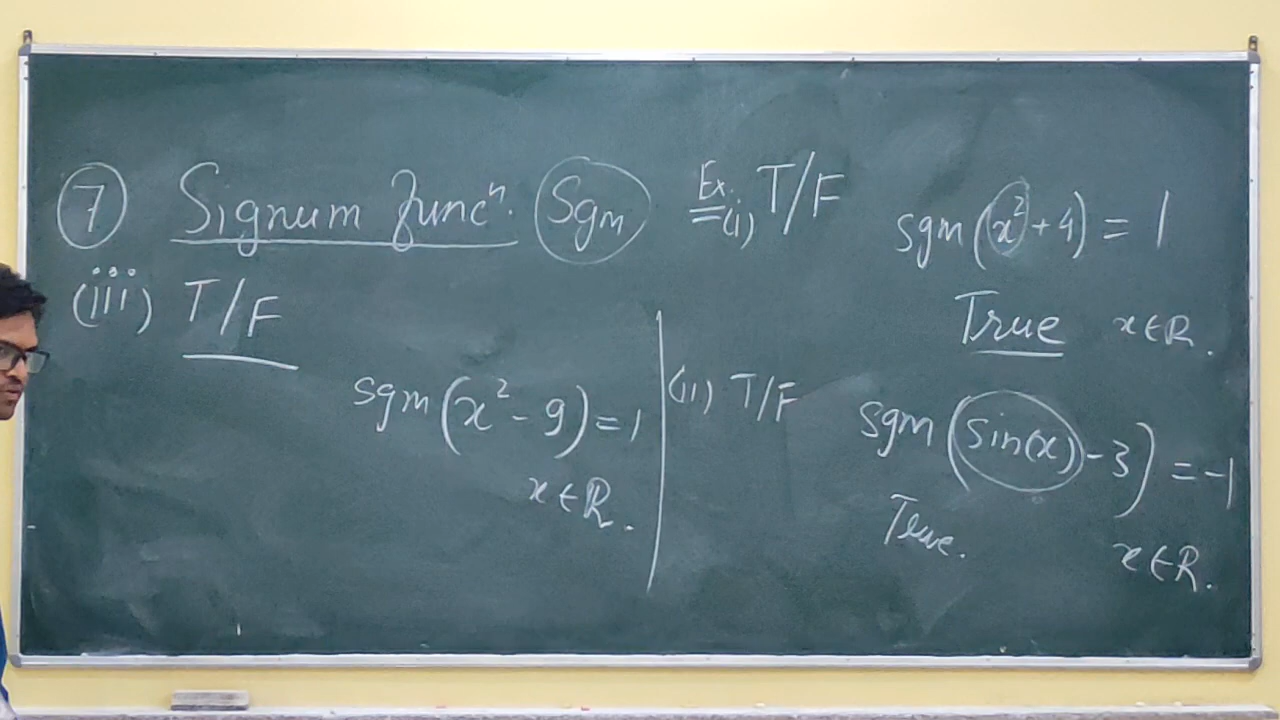 7 Signum funcⁿ. Sgm
Ex. (i) T/F
sgm(x²+4) = 1
True x∈R.
(ii) T/F
sgm(sin(x)-3) = -1
True. x∈R.
(iii) T/F
sgm(x²-9)=1
x∈R.